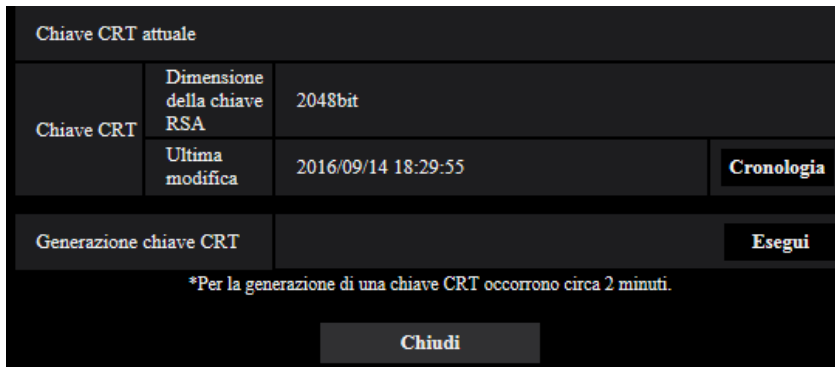 Chiave CRT attuale
Chiave CRT
Dimensione
della chiave
RSA
2048bit
Ultima
modifica
2016/09/14 18:29:55
Cronologia
Generazione chiave CRT
Esegui
*Per la generazione di una chiave CRT occorrono circa 2 minuti.
Chiudi